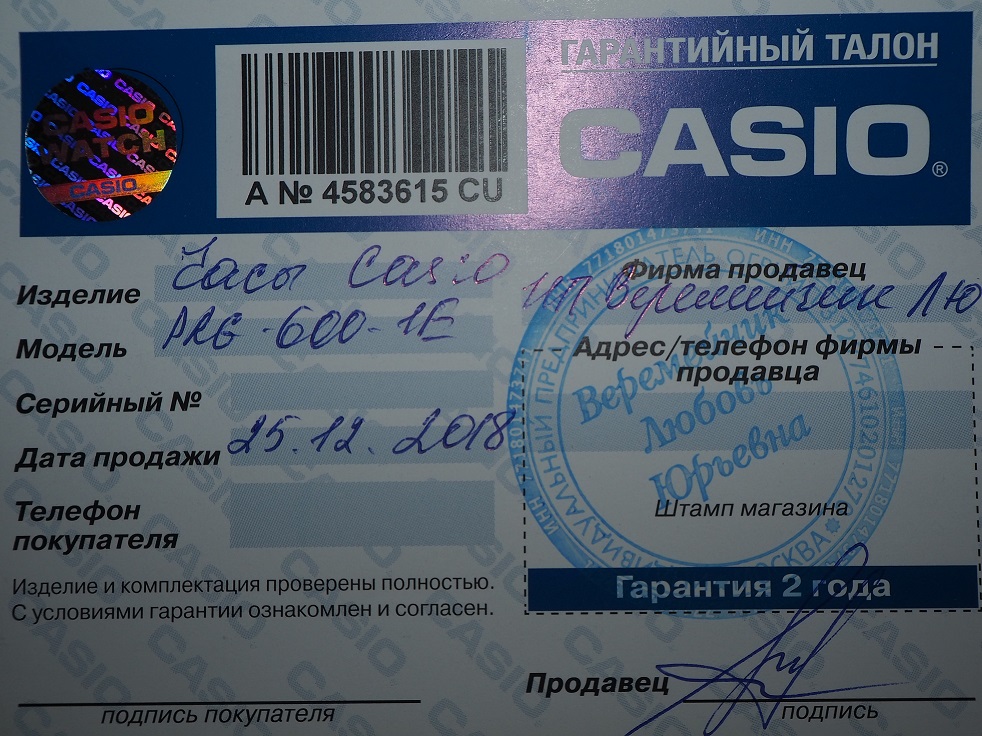 ГАРАНТИЙНЫЙ ТАЛОН
CASIO®
CASIO WATCH
CASIO
A № 4583615 CU
Изделие Часы Casio
Модель PRG-600-1E
Серийный №
Дата продажи 25.12.2018
Телефон
покупателя
Изделие и комплектация проверены полностью.
С условиями гарантии ознакомлен и согласен.
подпись покупателя
Фирма продавец
ИП Веремейчик ЛЮ
Адрес/телефон фирмы
продавца
Веремейчик
Любовь
Юрьевна
Штамп магазина
Гарантия 2 года
Продавец
подпись